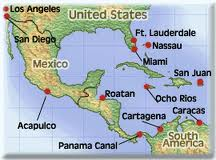 Los Angeles
United States
San Diego
Ft. Lauderdale
Nassau
Mexico
Miami
San Juan
Roatan
Ocho Rios
Acapulco
Cartagena
Caracas
Panama Canal
South
America